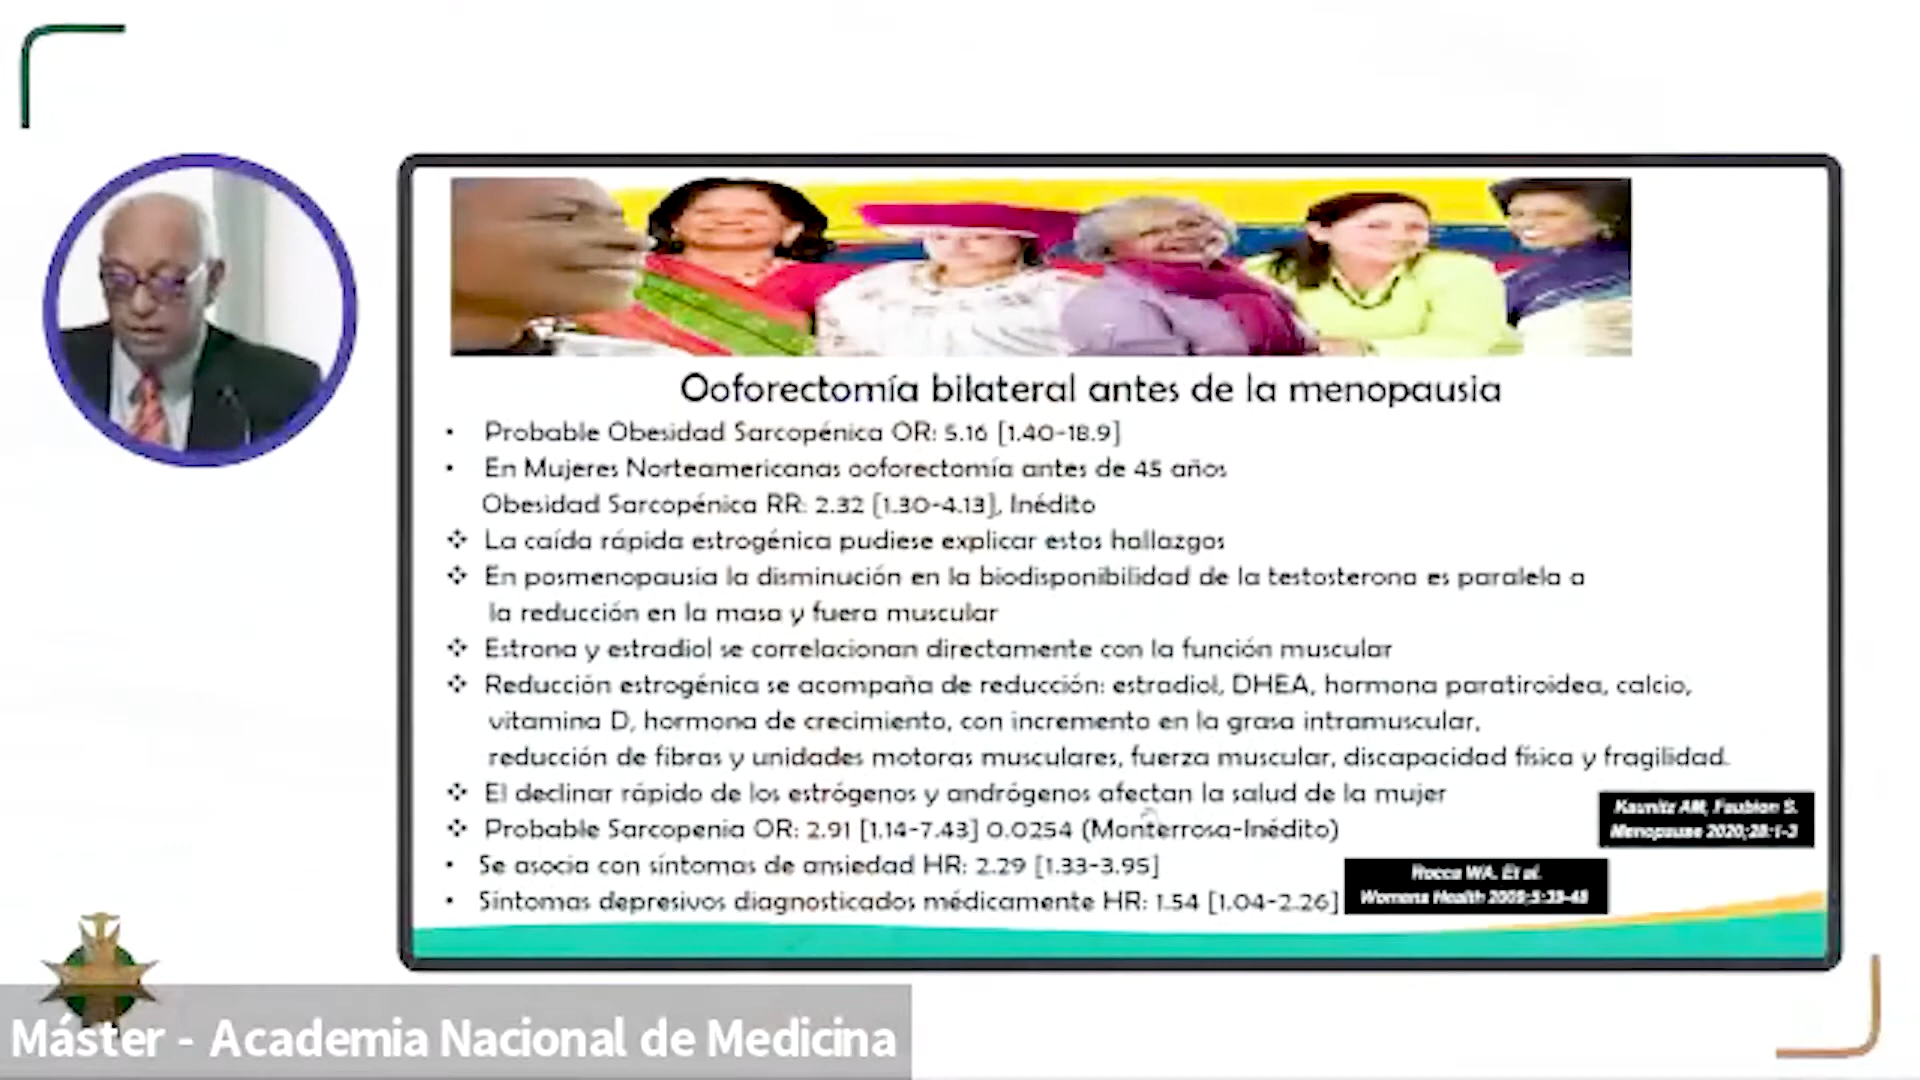 Ooforectomía bilateral antes de la menopausia
• Probable Obesidad Sarcopénica OR: 5.16 [1.40-18.9]
• En Mujeres Norteamericanas ooforectomía antes de 45 años
Obesidad Sarcopénica RR: 2.32 [1.30-4.13], Inédito
❖ La caída rápida estrogénica pudiese explicar estos hallazgos
❖ En posmenopausia la disminución en la biodisponibilidad de la testosterona es paralela a
la reducción en la masa y fuera muscular
❖ Estrona y estradiol se correlacionan directamente con la función muscular
❖ Reducción estrogénica se acompaña de reducción: estradiol, DHEA, hormona paratiroidea, calcio,
vitamina D, hormona de crecimiento, con incremento en la grasa intramuscular,
reducción de fibras y unidades motoras musculares, fuerza muscular, discapacidad física y fragilidad.
❖ El declinar rápido de los estrógenos y andrógenos afectan la salud de la mujer
❖ Probable Sarcopenia OR: 2.91 [1.14-7.43] 0.0254 (Monterrosa-Inédito)
• Se asocia con síntomas de ansiedad HR: 2.29 [1.33-3.95]
• Síntomas depresivos diagnosticados médicamente HR: 1.54 [1.04-2.26]
Kaunitz AM, Faubion S.
Menopause 2020;28:1-3
Rocca WA. Et al.
Womens Health 2009;5:39-48
Máster - Academia Nacional de Medicina